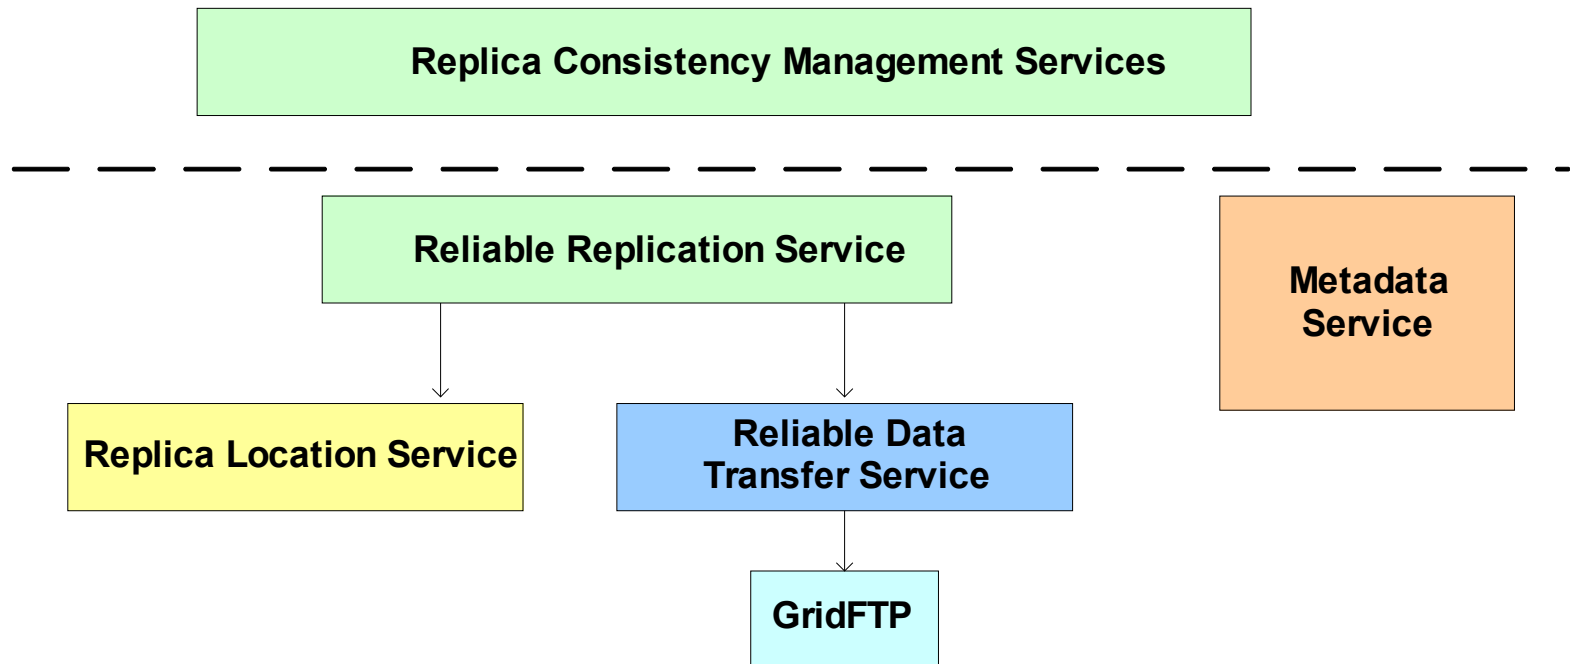 Replica Consistency Management Services
Reliable Replication Service
Metadata
Service
Replica Location Service
Reliable Data
Transfer Service
GridFTP